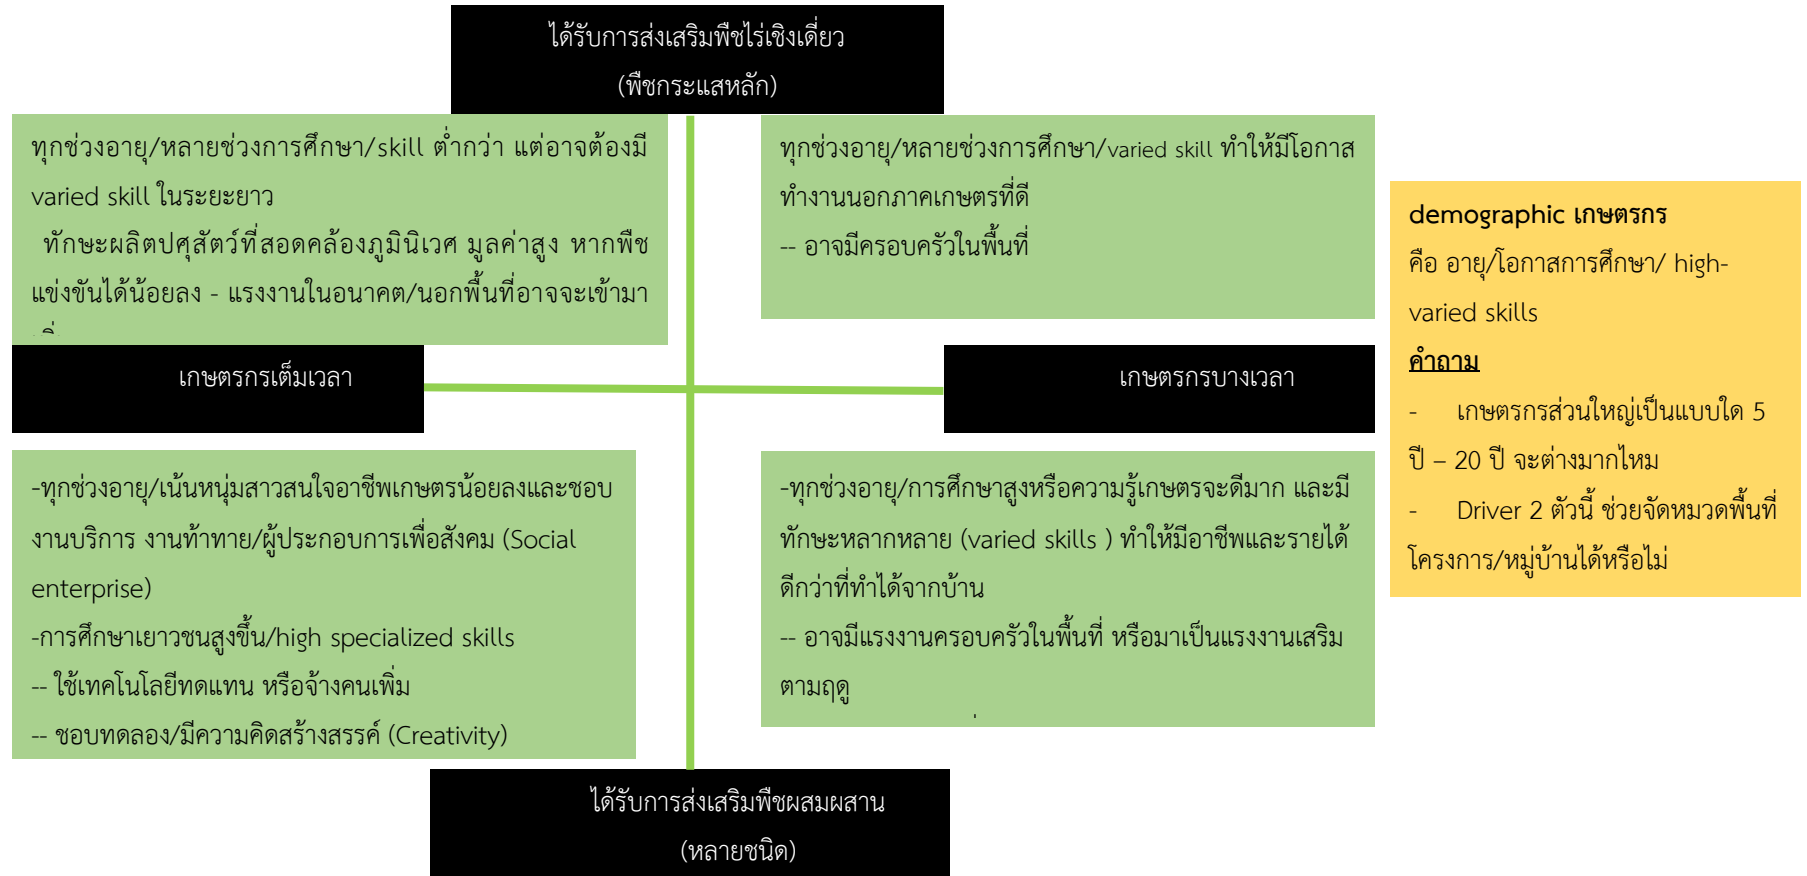 ได้รับการส่งเสริมพืชไร่เชิงเดี่ยว
(พืชกระแสหลัก)
ทุกช่วงอายุ/หลายช่วงการศึกษา/skill ต่ำกว่า แต่อาจต้องมี
varied skill ในระยะยาว
ทักษะผลิตปศุสัตว์ที่สอดคล้องภูมินิเวศ มูลค่าสูง หากพืช
แข่งขันได้น้อยลง - แรงงานในอนาคต/นอกพื้นที่อาจจะเข้ามา
ทุกช่วงอายุ/หลายช่วงการศึกษา/varied skill ทำให้มีโอกาส
ทำงานนอกภาคเกษตรที่ดี
-- อาจมีครอบครัวในพื้นที่
เกษตรกรเต็มเวลา
เกษตรกรบางเวลา
-ทุกช่วงอายุ/เน้นหนุ่มสาวสนใจอาชีพเกษตรน้อยลงและชอบ
งานบริการ งานท้าทาย/ผู้ประกอบการเพื่อสังคม (Social
enterprise)
-การศึกษาเยาวชนสูงขึ้น/high specialized skills
-- ใช้เทคโนโลยีทดแทน หรือจ้างคนเพิ่ม
-- ชอบทดลอง/มีความคิดสร้างสรรค์ (Creativity)
-ทุกช่วงอายุ/การศึกษาสูงหรือความรู้เกษตรจะดีมาก และมี
ทักษะหลากหลาย (varied skills ) ทำให้มีอาชีพและรายได้
ดีกว่าที่ทำได้จากบ้าน
-- อาจมีแรงงานครอบครัวในพื้นที่ หรือมาเป็นแรงงานเสริม
ตามฤดู
ได้รับการส่งเสริมพืชผสมผสาน
(หลายชนิด)
demographic เกษตรกร
คือ อายุ/โอกาสการศึกษา/ high-
varied skills
คำถาม
- เกษตรกรส่วนใหญ่เป็นแบบใด 5
ปี – 20 ปี จะต่างมากไหม
- Driver 2 ตัวนี้ ช่วยจัดหมวดพื้นที่
โครงการ/หมู่บ้านได้หรือไม่